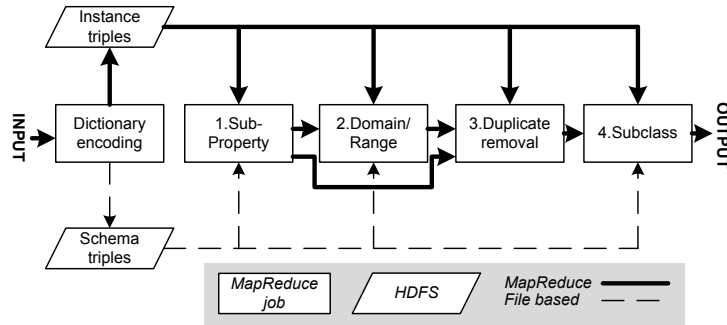 Instance
triples
INPUT
Dictionary
encoding
1.Sub-
Property
2.Domain/
Range
3.Duplicate
removal
4.Subclass
OUTPUT
Schema
triples
MapReduce
job
HDFS
MapReduce
File based